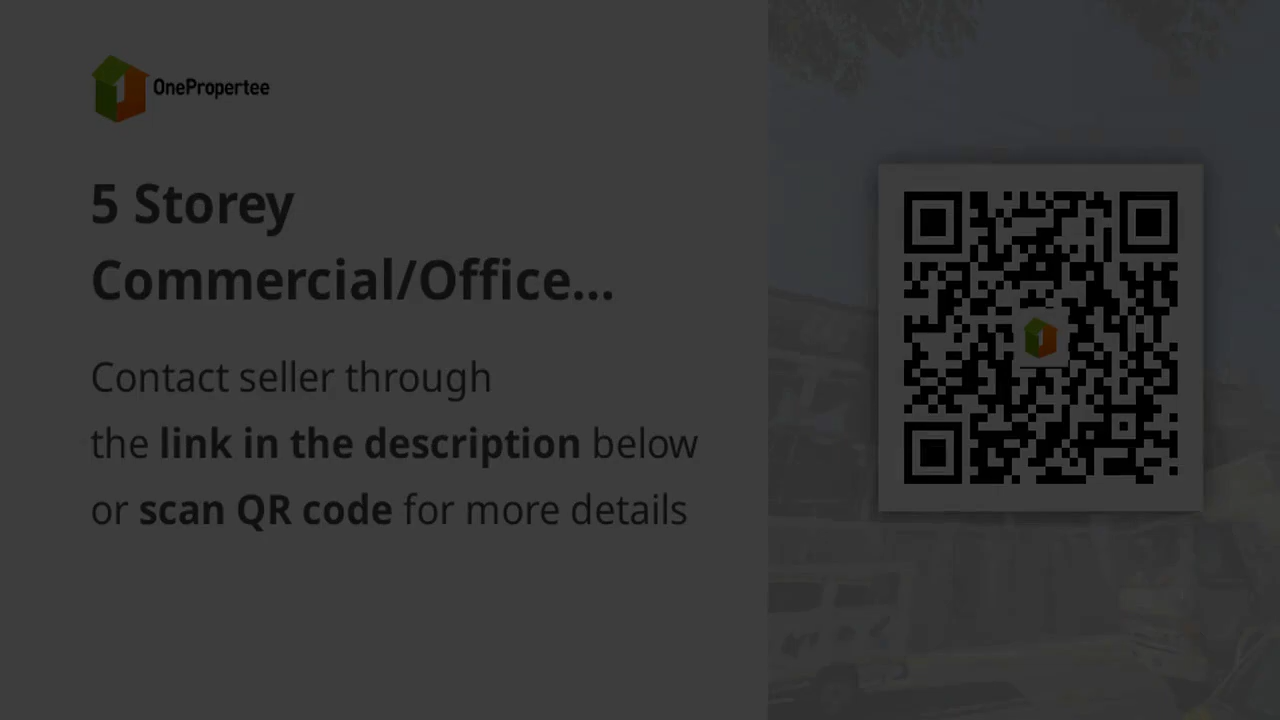 OnePropertee
5 Storey
Commercial/Office...
Contact seller through
the link in the description below
or scan QR code for more details